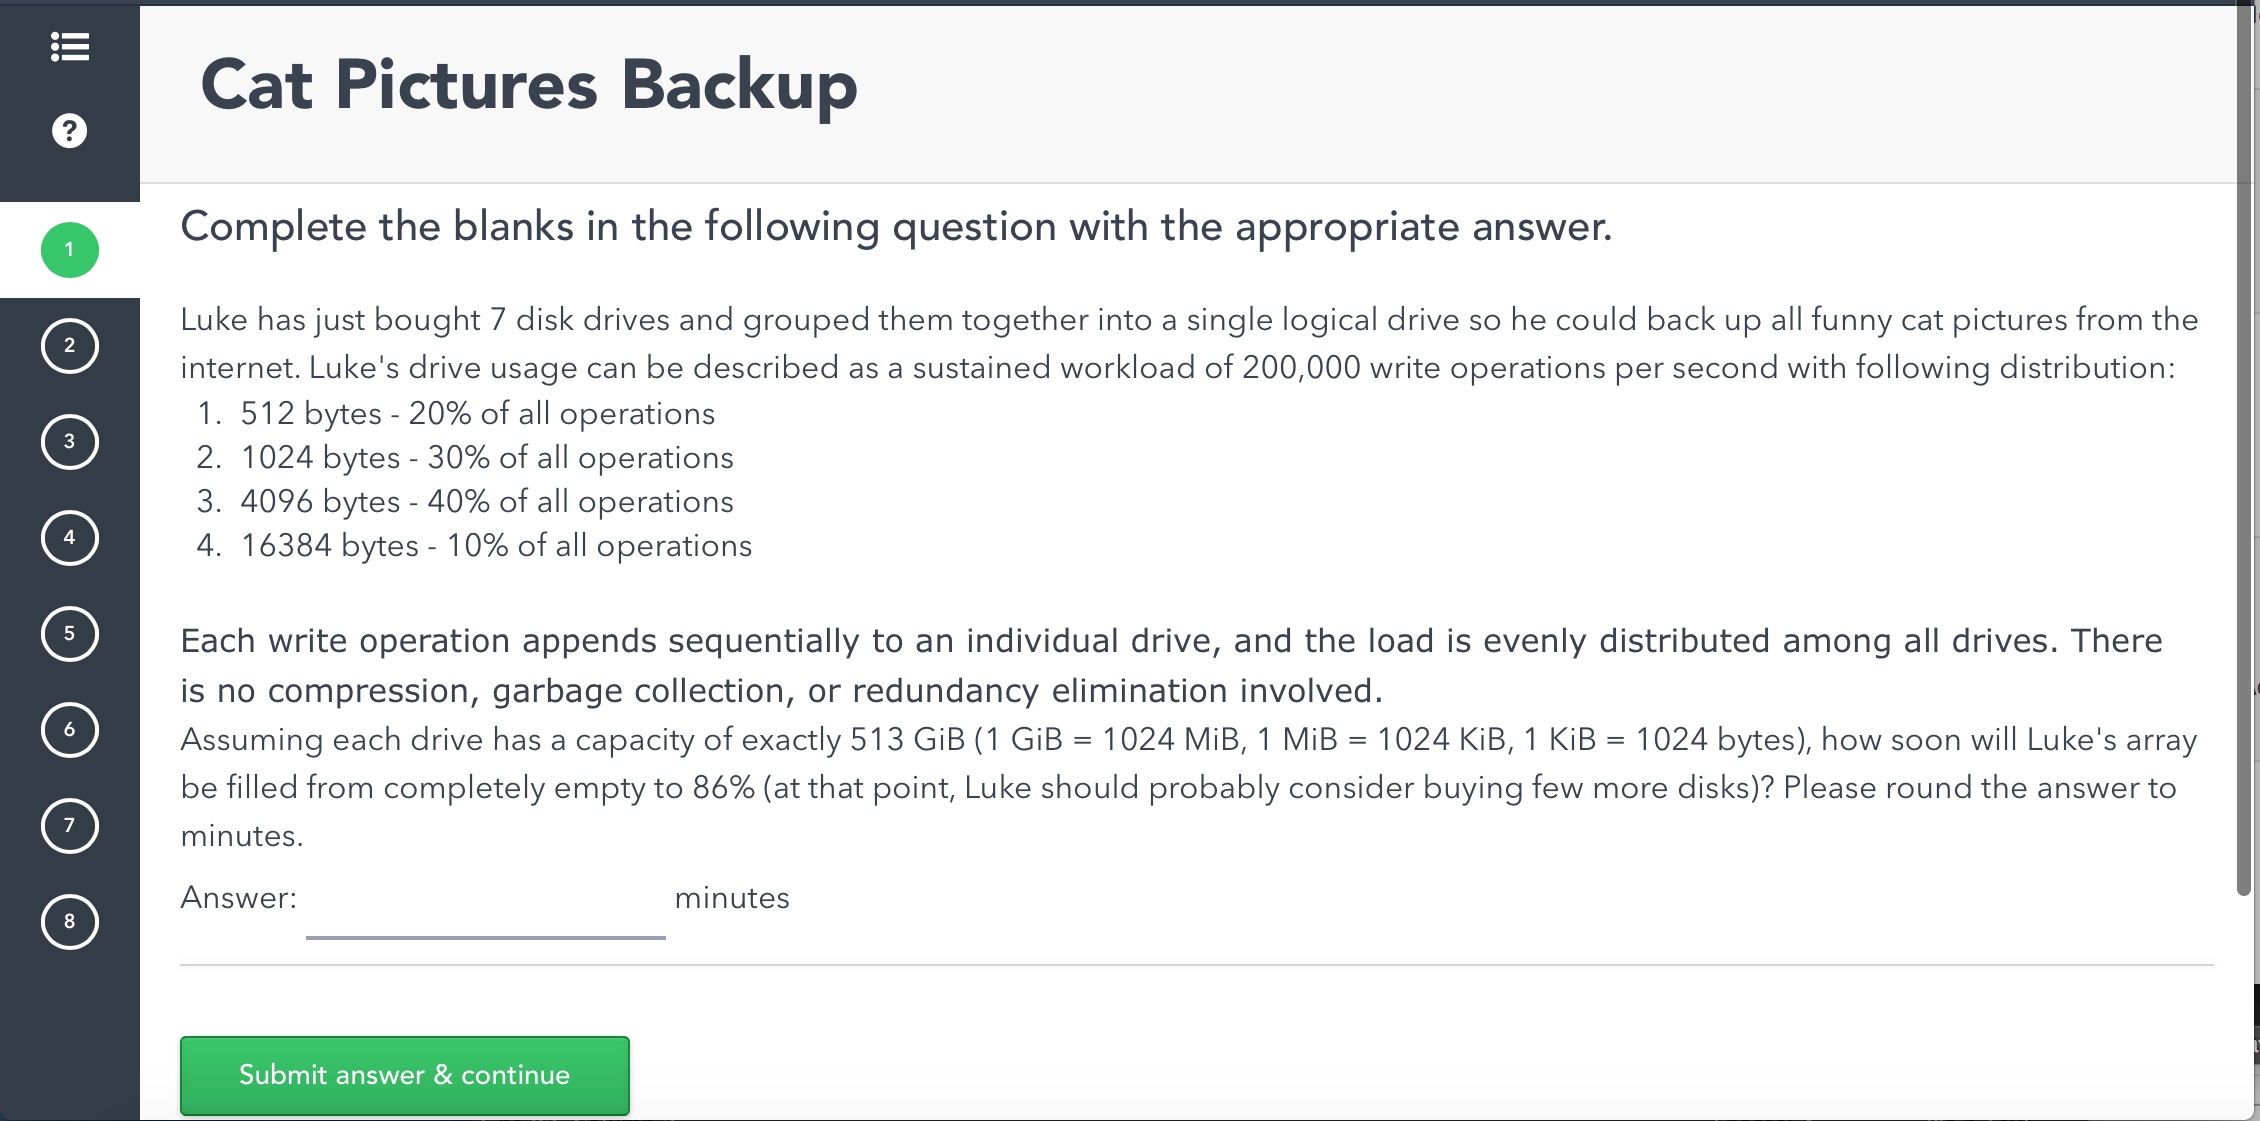 Cat Pictures Backup
?
Complete the blanks in the following question with the appropriate answer.
1
2
3
4
5
6
7
8
Luke has just bought 7 disk drives and grouped them together into a single logical drive so he could back up all funny cat pictures from the
internet. Luke's drive usage can be described as a sustained workload of 200,000 write operations per second with following distribution:
1. 512 bytes - 20% of all operations
2. 1024 bytes - 30% of all operations
3. 4096 bytes - 40% of all operations
4. 16384 bytes - 10% of all operations
Each write operation appends sequentially to an individual drive, and the load is evenly distributed among all drives. There
is no compression, garbage collection, or redundancy elimination involved.
Assuming each drive has a capacity of exactly 513 GiB (1 GiB = 1024 MiB, 1 MiB = 1024 KiB, 1 KiB = 1024 bytes), how soon will Luke's array
be filled from completely empty to 86% (at that point, Luke should probably consider buying few more disks)? Please round the answer to
minutes.
Answer: minutes
Submit answer & continue